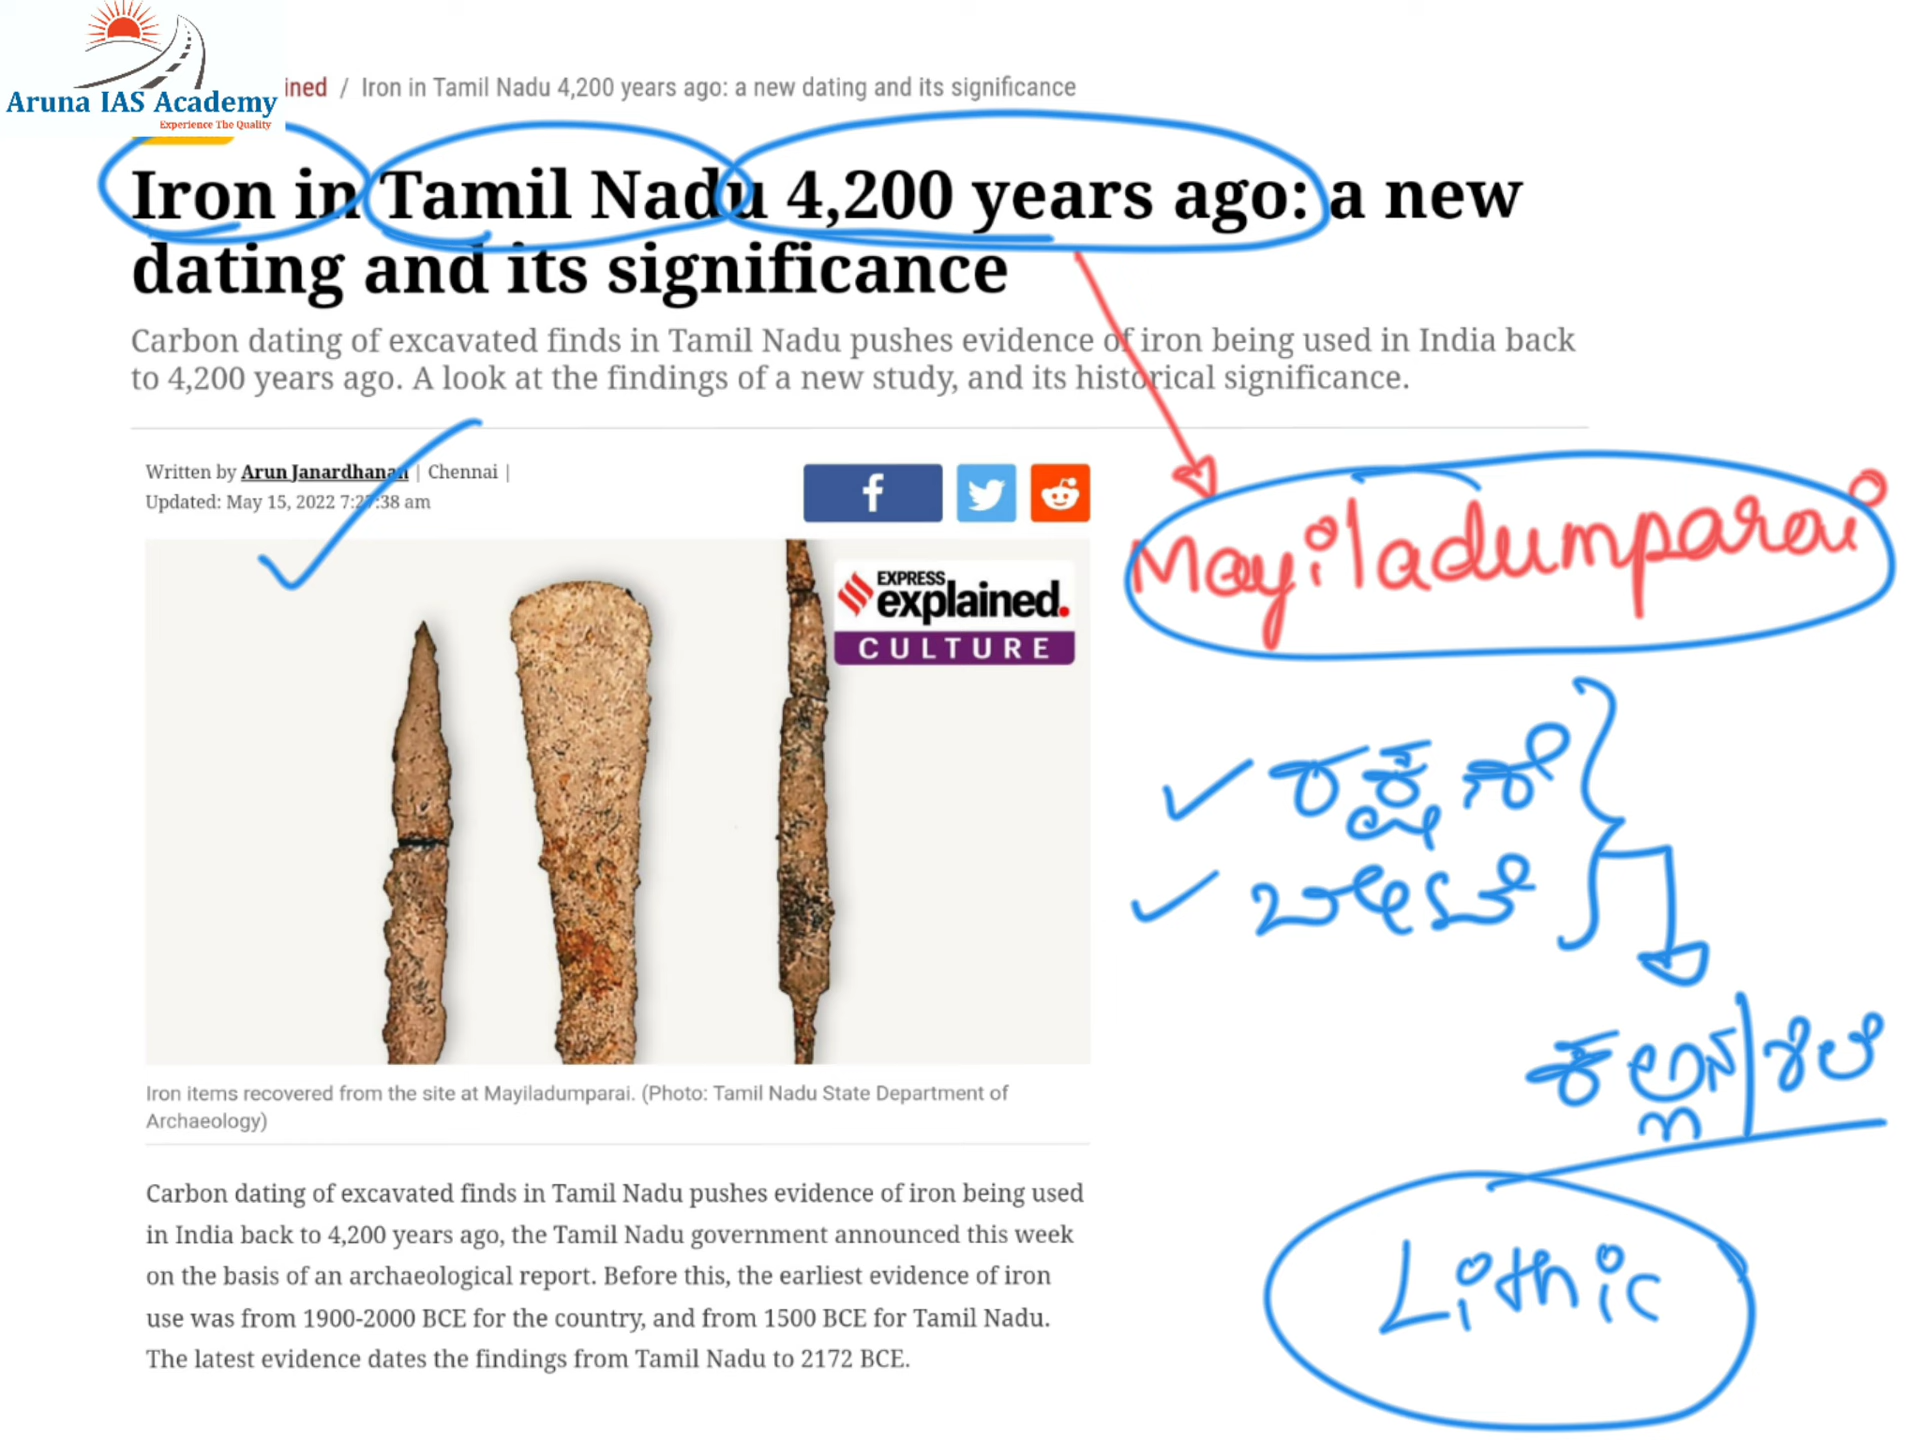 Aruna IAS Academy
Experience The Quality
ined / Iron in Tamil Nadu 4,200 years ago: a new dating and its significance
Iron in Tamil Nadu 4,200 years ago: a new
dating and its significance
Carbon dating of excavated finds in Tamil Nadu pushes evidence of iron being used in India back
to 4,200 years ago. A look at the findings of a new study, and its historical significance.
Written by Arun Janardhanan | Chennai |
Updated: May 15, 2022 7:27:38 am
f
Mayiladumparai
EXPRESS
explained.
CULTURE
ರಕ್ಷಣೆ
ಬಳಸುವ
Iron items recovered from the site at Mayiladumparai. (Photo: Tamil Nadu State Department of
Archaeology)
Carbon dating of excavated finds in Tamil Nadu pushes evidence of iron being used
in India back to 4,200 years ago, the Tamil Nadu government announced this week
on the basis of an archaeological report. Before this, the earliest evidence of iron
use was from 1900-2000 BCE for the country, and from 1500 BCE for Tamil Nadu.
The latest evidence dates the findings from Tamil Nadu to 2172 BCE.
Lithic